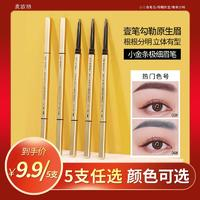 壹笔勾勒原生眉
根根分明 立体有型
小金条极细眉笔
热门色号
到手价
¥9.9/5支
5支任选 颜色可选